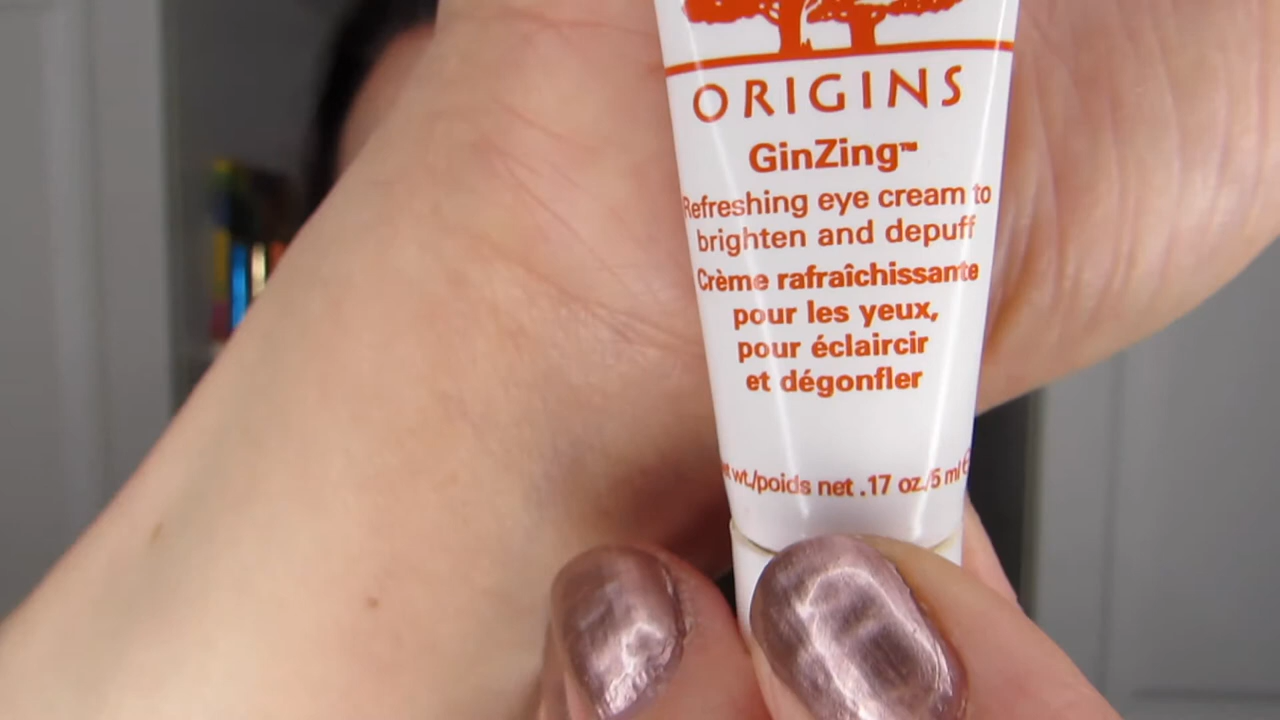 ORIGINS
GinZing™
Refreshing eye cream to
brighten and depuff
Crème rafraîchissante
pour les yeux,
pour éclaircir
et dégonfler
wt./poids net .17 oz./5 ml